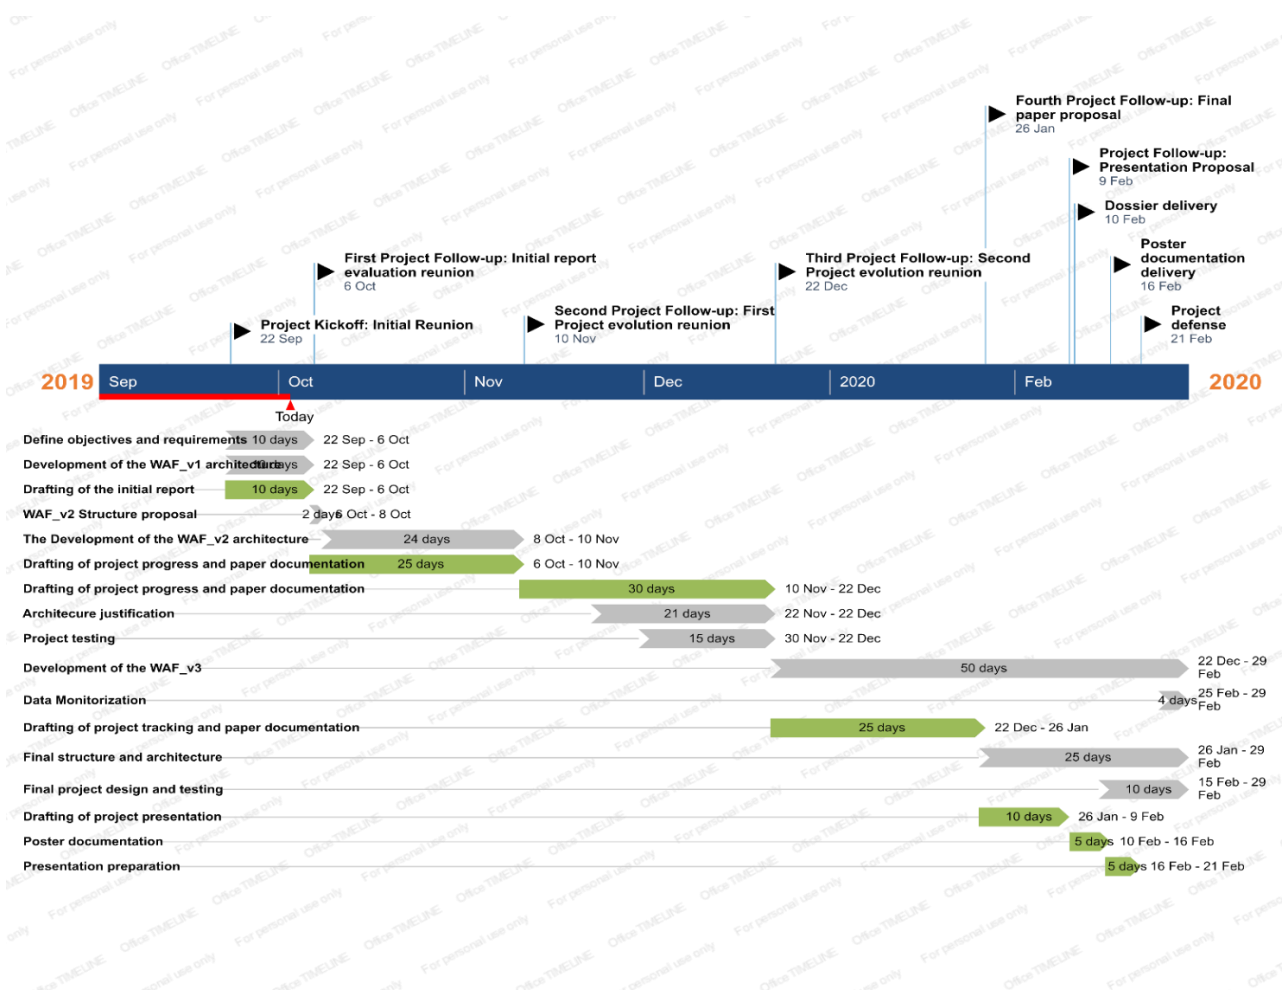 Fourth Project Follow-up: Final
paper proposal
26 Jan
Project Follow-up:
Presentation Proposal
9 Feb
Dossier delivery
10 Feb
Poster
documentation
delivery
16 Feb
First Project Follow-up: Initial report
evaluation reunion
6 Oct
Third Project Follow-up: Second
Project evolution reunion
22 Dec
Second Project Follow-up: First
Project evolution reunion
10 Nov
Project Kickoff: Initial Reunion
22 Sep
Project
defense
21 Feb
2019 Sep Oct Nov Dec 2020 Feb 2020
Today
Define objectives and requirements 10 days 22 Sep - 6 Oct
Development of the WAF_v1 architecture 10 days 22 Sep - 6 Oct
Drafting of the initial report 10 days 22 Sep - 6 Oct
WAF_v2 Structure proposal 2 days 6 Oct - 8 Oct
The Development of the WAF_v2 architecture 24 days 8 Oct - 10 Nov
Drafting of project progress and paper documentation 25 days 6 Oct - 10 Nov
Drafting of project progress and paper documentation 30 days 10 Nov - 22 Dec
Architecure justification 21 days 22 Nov - 22 Dec
Project testing 15 days 30 Nov - 22 Dec
Development of the WAF_v3 50 days 22 Dec - 29
Feb
Data Monitorization 4 days 25 Feb - 29
Feb
Drafting of project tracking and paper documentation 25 days 22 Dec - 26 Jan
Final structure and architecture 25 days 26 Jan - 29
Feb
Final project design and testing 10 days 15 Feb - 29
Feb
Drafting of project presentation 10 days 26 Jan - 9 Feb
Poster documentation 5 days 10 Feb - 16 Feb
Presentation preparation 5 days 16 Feb - 21 Feb
Office TIMELINE For personal use only